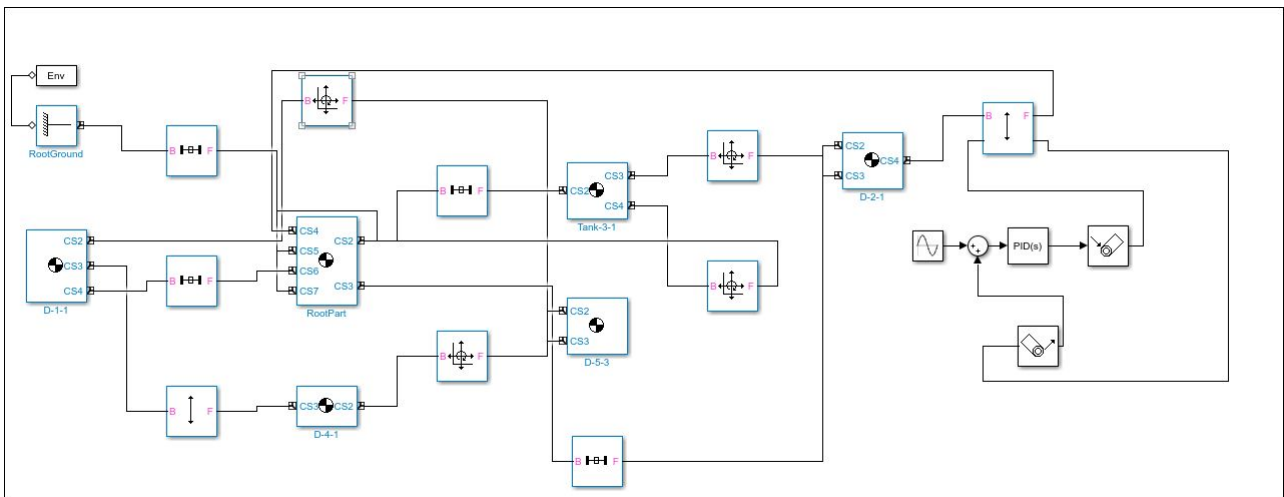 Env
B F
RootGround
B F
CS3
CS2
CS4
B F
CS2
CS4
CS3
D-2-1
B F
B F
Tank-3-1
CS2
CS3
CS4
D-1-1
CS4
CS5
CS2
CS6
CS7
CS3
RootPart
B F
PID(s)
B F
CS2
CS3
D-5-3
B F
B F
CS3 CS2
D-4-1
B F